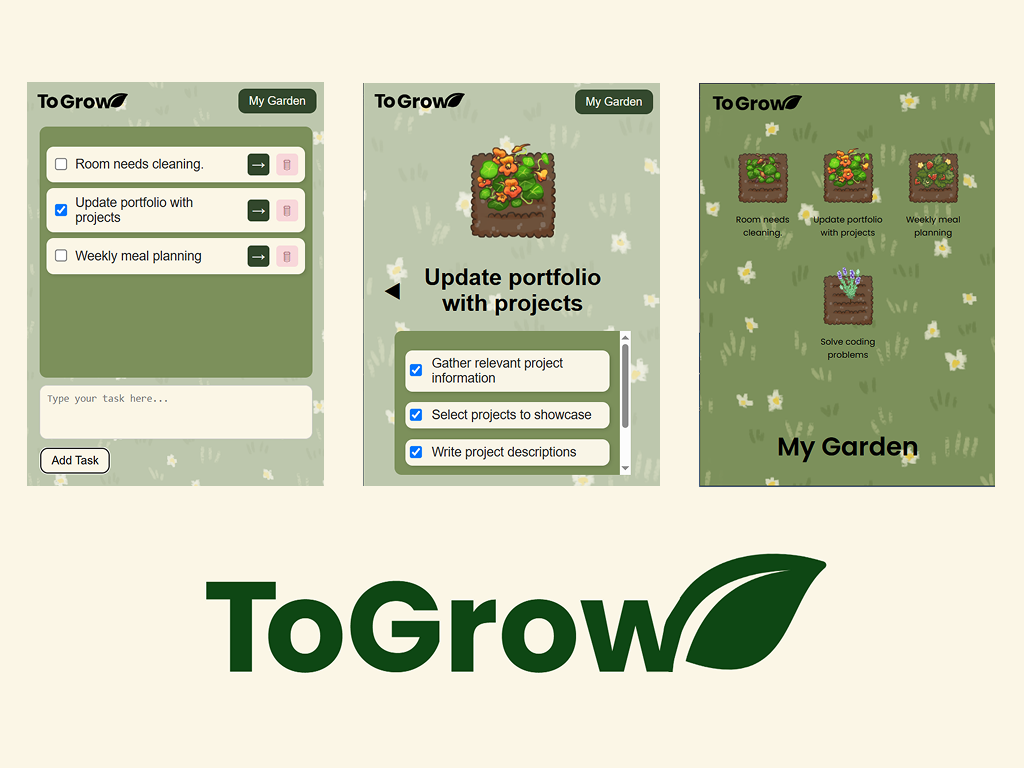 ToGrow
My Garden
Room needs cleaning.
→
Update portfolio with
projects
→
Weekly meal planning
→
Type your task here...
Add Task
ToGrow
My Garden
Update portfolio
with projects
Gather relevant project
information
Select projects to showcase
Write project descriptions
ToGrow
Room needs
cleaning.
Update portfolio
with projects
Weekly meal
planning
Solve coding
problems
My Garden
ToGrow